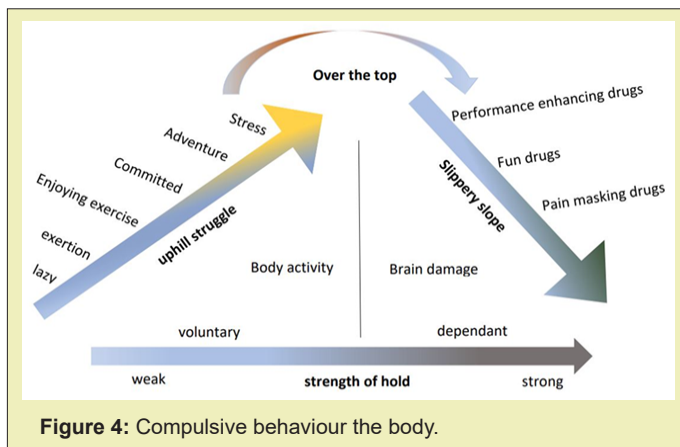 Over the top
Stress
Adventure
Committed
Enjoying exercise
exertion
lazy
uphill struggle
Performance enhancing drugs
Fun drugs
Pain masking drugs
Slippery slope
Body activity
Brain damage
voluntary
dependant
weak
strength of hold
strong
Figure 4: Compulsive behaviour the body.